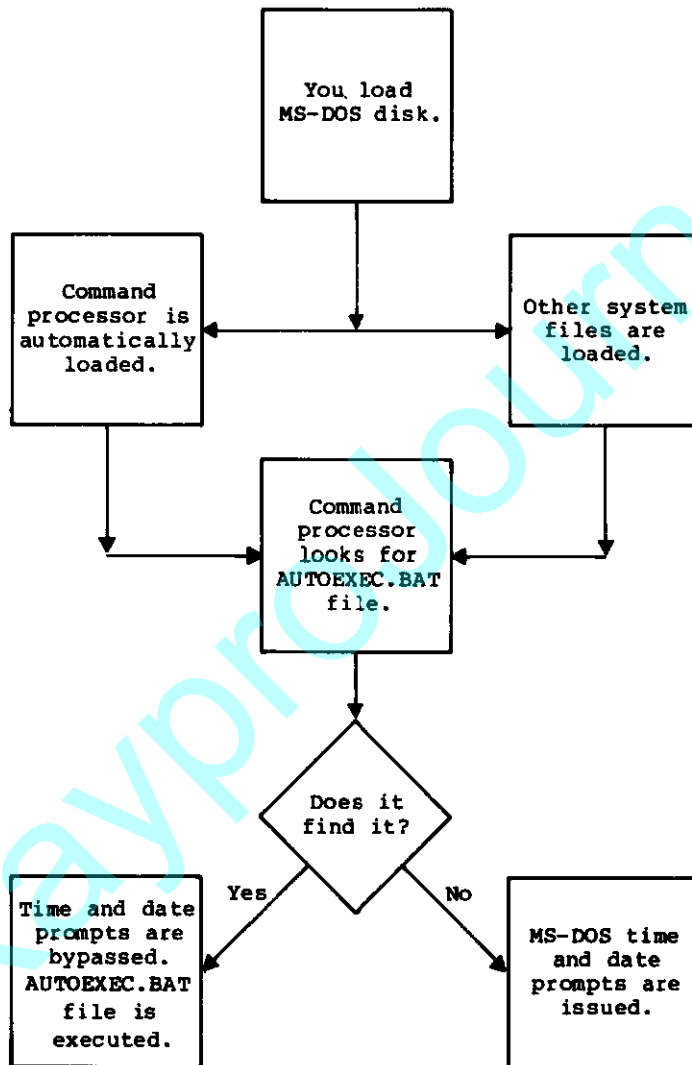 You load
MS-DOS disk.
Command
processor is
automatically
loaded.
Other system
files are
loaded.
Command
processor
looks for
AUTOEXEC.BAT
file.
Does it
find it?
Yes
No
Time and date
prompts are
bypassed.
AUTOEXEC.BAT
file is
executed.
MS-DOS time
and date
prompts are
issued.